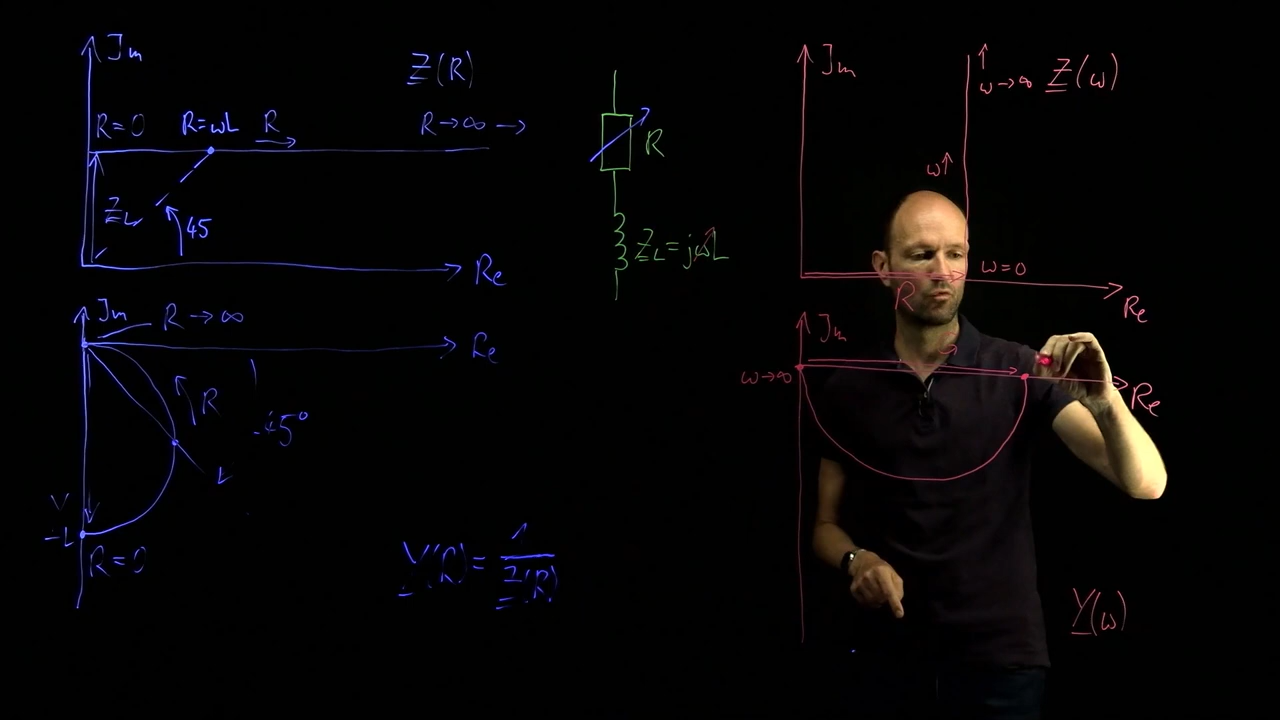 Im
Z(R)
R=0 R=ωL R R→∞ →
Z_L
45
Re
Im R→∞
Re
R
-45°
-L
R=0
Y(R)=1/Z(R)
R
Z_L=jωL
Im
ω→∞ Z(ω)
ω↑
ω=0
R
Re
Im
G
ω→∞
Re
Y(ω)